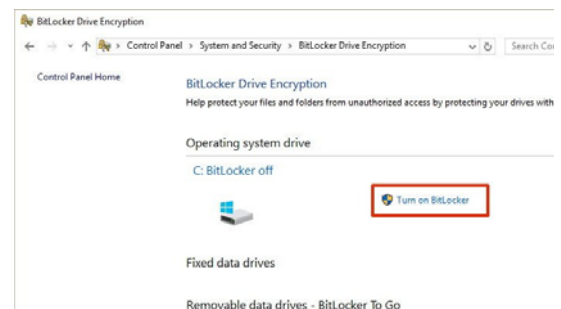 BitLocker Drive Encryption
Control Panel > System and Security > BitLocker Drive Encryption
Search Co
Control Panel Home
BitLocker Drive Encryption
Help protect your files and folders from unauthorized access by protecting your drives with
Operating system drive
C: BitLocker off
Turn on BitLocker
Fixed data drives
Removable data drives - BitLocker To Go